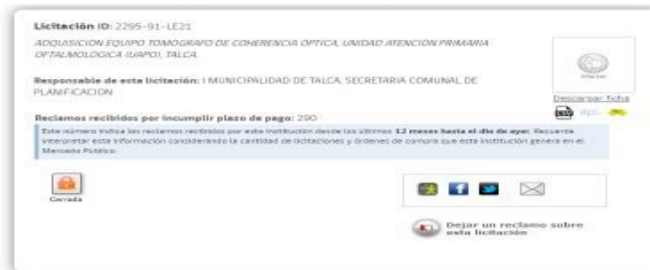 Licitación ID: 2295-91-LE21
ADQUISICION EQUIPO TOMOGRAFO DE COHERENCIA OPTICA, UNIDAD ATENCION PRIMARIA
OFTALMOLOGICA (UAPO), TALCA.
Responsable de esta licitación: I MUNICIPALIDAD DE TALCA, SECRETARIA COMUNAL DE
PLANIFICACION
Descargar ficha
Reclamos recibidos por incumplir plazo de pago: 290
Este número indica los reclamos recibidos por esta institución desde los últimos 12 meses hasta el día de ayer. Recuerde
interpretar esta información considerando la cantidad de licitaciones y órdenes de compra que esta institución genera en el
Mercado Público.
Cerrada
Dejar un reclamo sobre
esta licitación